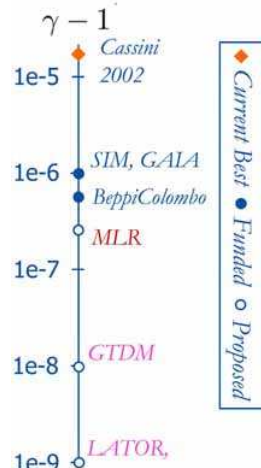 γ − 1
Cassini
2002
1e-5
1e-6
SIM, GAIA
BeppiColombo
MLR
1e-7
1e-8
GTDM
LATOR,
1e-9
Current Best
Funded
Proposed